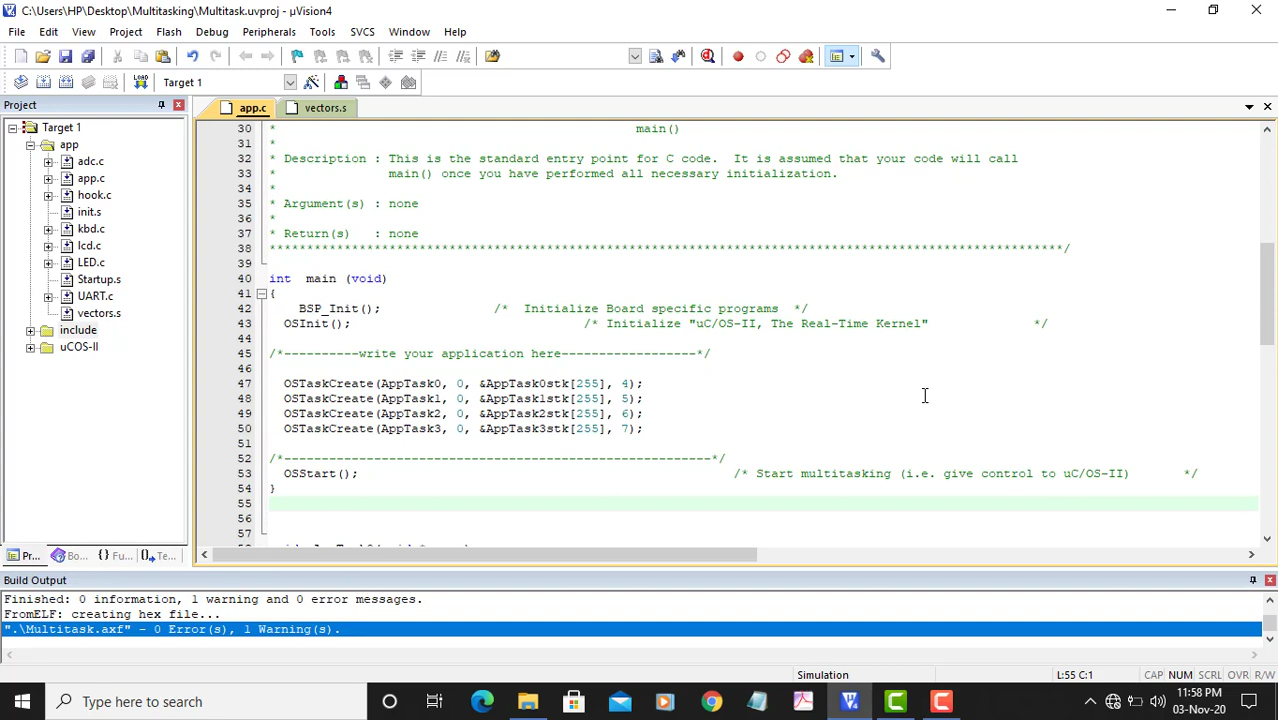 C:\Users\HP\Desktop\Multitasking\Multitask.uvproj - µVision4
File Edit View Project Flash Debug Peripherals Tools SVCS Window Help
LOAD Target 1
Project
app.c vectors.s
Target 1
app
adc.c
app.c
hook.c
init.s
kbd.c
lcd.c
LED.c
Startup.s
UART.c
vectors.s
include
uCOS-II
30 * main()
31 *
32 * Description : This is the standard entry point for C code. It is assumed that your code will call
33 * main() once you have performed all necessary initialization.
34 *
35 * Argument(s) : none
36 *
37 * Return(s) : none
38 **********************************************************************************************************/
39
40 int main (void)
41 {
42 BSP_Init(); /* Initialize Board specific programs */
43 OSInit(); /* Initialize "uC/OS-II, The Real-Time Kernel" */
44
45 /*----------write your application here------------------*/
46
47 OSTaskCreate(AppTask0, 0, &AppTask0stk[255], 4);
48 OSTaskCreate(AppTask1, 0, &AppTask1stk[255], 5);
49 OSTaskCreate(AppTask2, 0, &AppTask2stk[255], 6);
50 OSTaskCreate(AppTask3, 0, &AppTask3stk[255], 7);
51
52 /*---------------------------------------------------------*/
53 OSStart(); /* Start multitasking (i.e. give control to uC/OS-II) */
54 }
55
56
57
Pr... Bo... {} Fu... Te...
Build Output
Finished: 0 information, 1 warning and 0 error messages.
FromELF: creating hex file...
".\Multitask.axf" - 0 Error(s), 1 Warning(s).
Simulation L:55 C:1 CAP NUM SCRL OVR R/W
Type here to search
11:58 PM
03-Nov-20